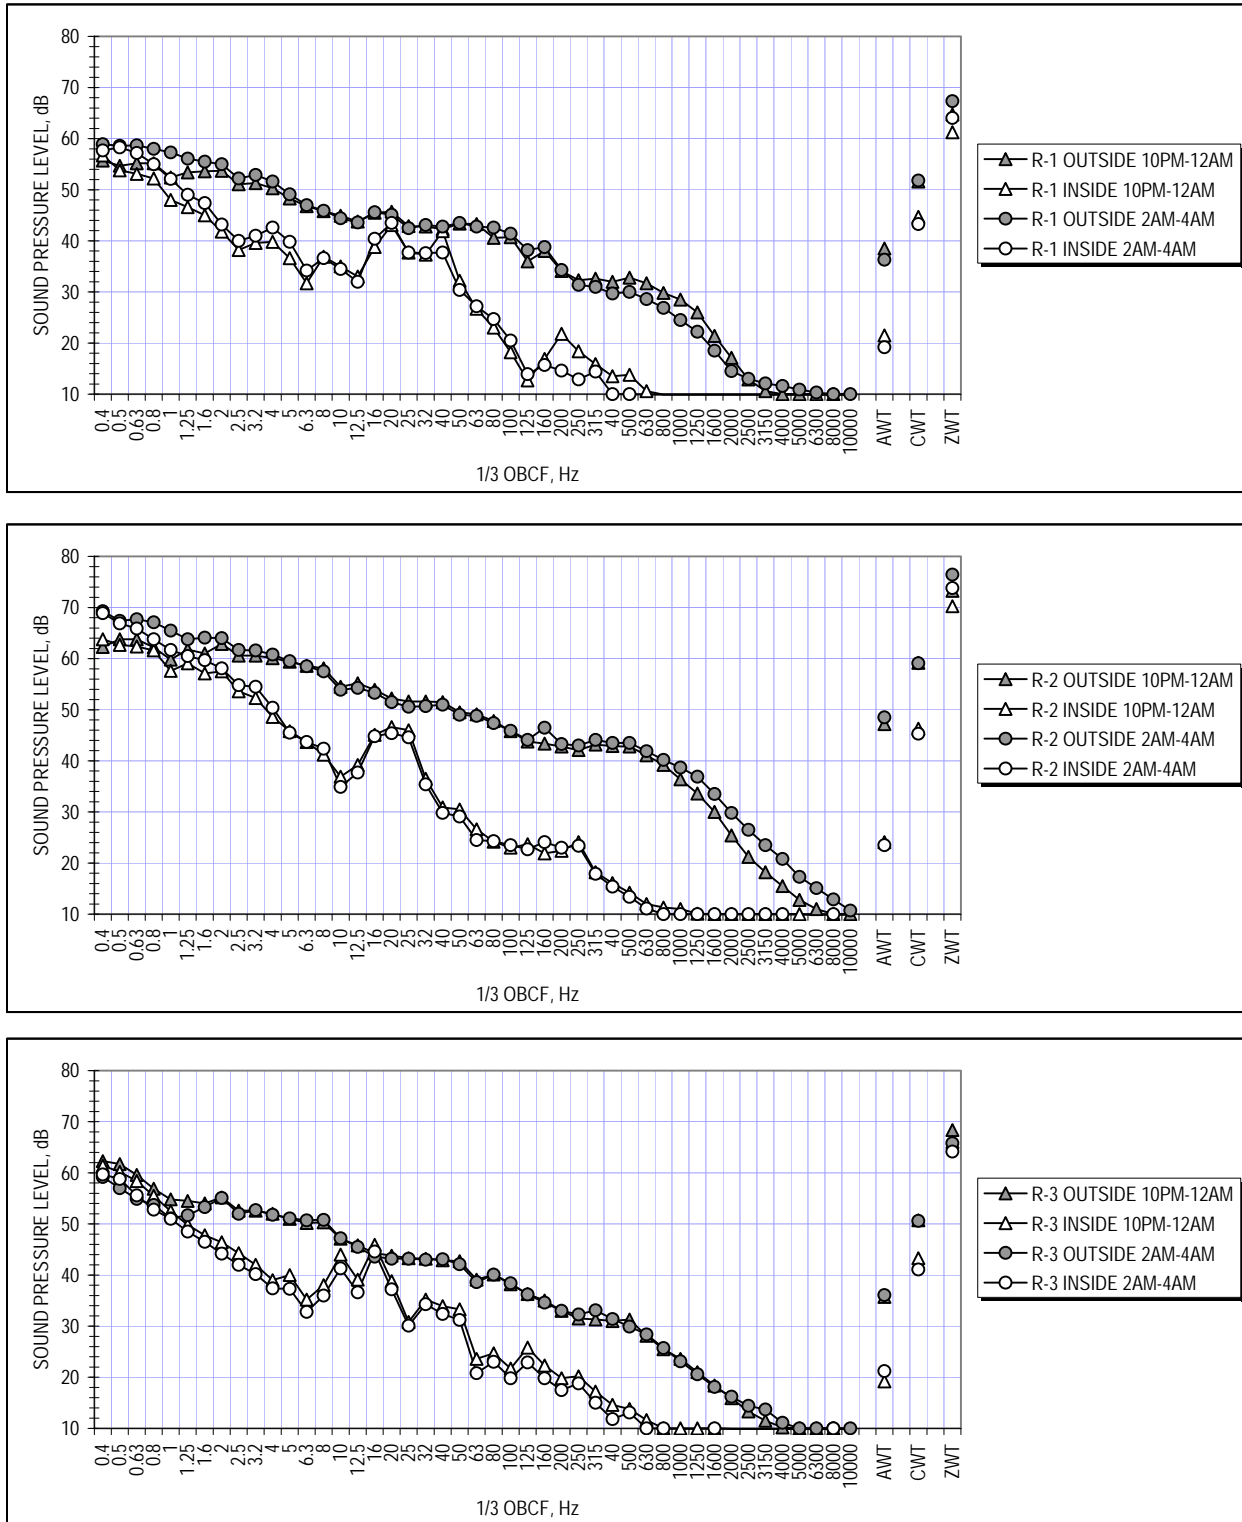 80
70
60
50
40
30
20
10
SOUND PRESSURE LEVEL, dB
0.4 0.5 0.63 0.8 1 1.25 1.6 2 2.5 3.2 4 5 6.3 8 10 12.5 16 20 25 32 40 50 63 80 100 125 160 200 250 315 40 500 630 800 1000 1250 1600 2000 2500 3150 4000 5000 6300 8000 10000 AWT CWT ZWT
1/3 OBCF, Hz
R-1 OUTSIDE 10PM-12AM
R-1 INSIDE 10PM-12AM
R-1 OUTSIDE 2AM-4AM
R-1 INSIDE 2AM-4AM
80
70
60
50
40
30
20
10
SOUND PRESSURE LEVEL, dB
0.4 0.5 0.63 0.8 1 1.25 1.6 2 2.5 3.2 4 5 6.3 8 10 12.5 16 20 25 32 40 50 63 80 100 125 160 200 250 315 40 500 630 800 1000 1250 1600 2000 2500 3150 4000 5000 6300 8000 10000 AWT CWT ZWT
1/3 OBCF, Hz
R-2 OUTSIDE 10PM-12AM
R-2 INSIDE 10PM-12AM
R-2 OUTSIDE 2AM-4AM
R-2 INSIDE 2AM-4AM
80
70
60
50
40
30
20
10
SOUND PRESSURE LEVEL, dB
0.4 0.5 0.63 0.8 1 1.25 1.6 2 2.5 3.2 4 5 6.3 8 10 12.5 16 20 25 32 40 50 63 80 100 125 160 200 250 315 40 500 630 800 1000 1250 1600 2000 2500 3150 4000 5000 6300 8000 10000 AWT CWT ZWT
1/3 OBCF, Hz
R-3 OUTSIDE 10PM-12AM
R-3 INSIDE 10PM-12AM
R-3 OUTSIDE 2AM-4AM
R-3 INSIDE 2AM-4AM